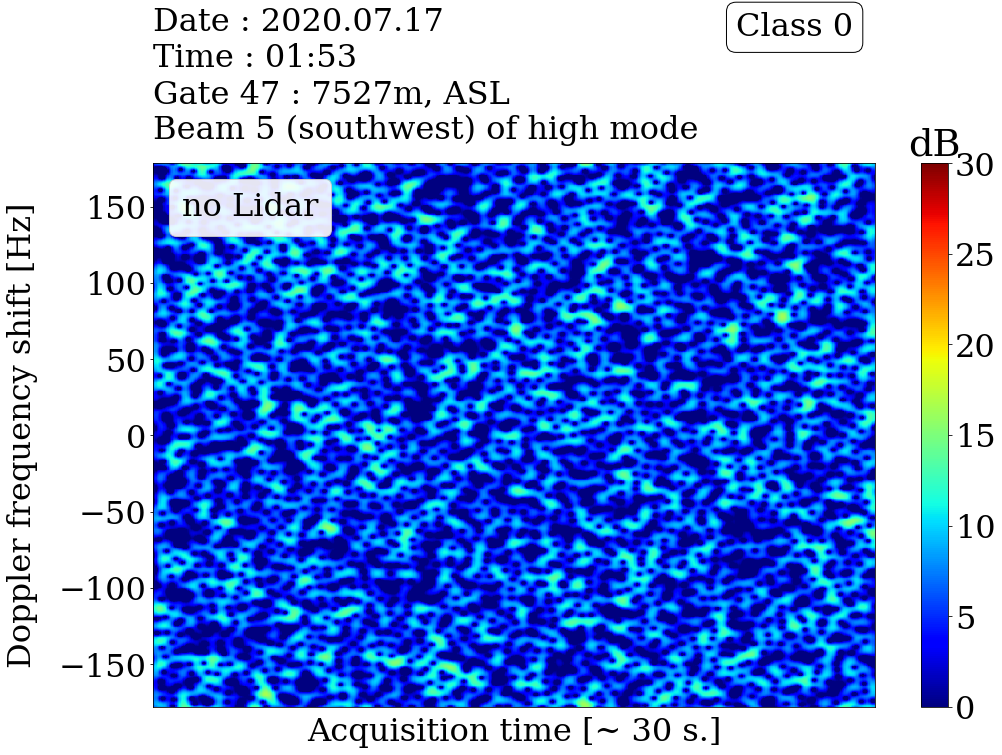 Date : 2020.07.17
Time : 01:53
Gate 47 : 7527m, ASL
Beam 5 (southwest) of high mode
Class 0
no Lidar
dB
30
25
20
15
10
5
0
Doppler frequency shift [Hz]
150
100
50
0
−50
−100
−150
Acquisition time [~ 30 s.]